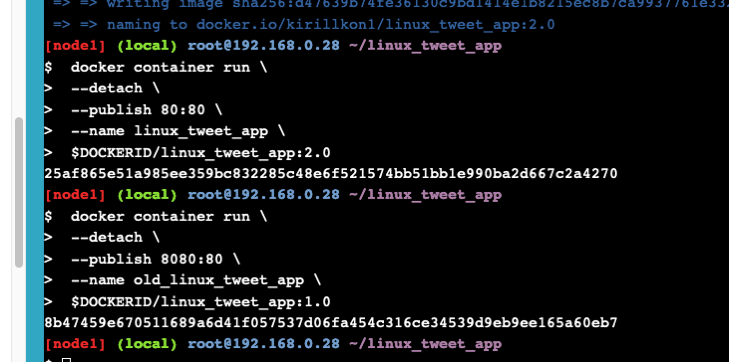 => => writing image sha256:d47639b74fe36130c9bd1414e1b8215ec8b7ca9937761e332
=> => naming to docker.io/kirillkon1/linux_tweet_app:2.0
[node1] (local) root@192.168.0.28 ~/linux_tweet_app
$  docker container run \
>  --detach \
>  --publish 80:80 \
>  --name linux_tweet_app \
>  $DOCKERID/linux_tweet_app:2.0
25af865e51a985ee359bc832285c48e6f521574bb51bb1e990ba2d667c2a4270
[node1] (local) root@192.168.0.28 ~/linux_tweet_app
$  docker container run \
>  --detach \
>  --publish 8080:80 \
>  --name old_linux_tweet_app \
>  $DOCKERID/linux_tweet_app:1.0
8b47459e670511689a6d41f057537d06fa454c316ce34539d9eb9ee165a60eb7
[node1] (local) root@192.168.0.28 ~/linux_tweet_app
$